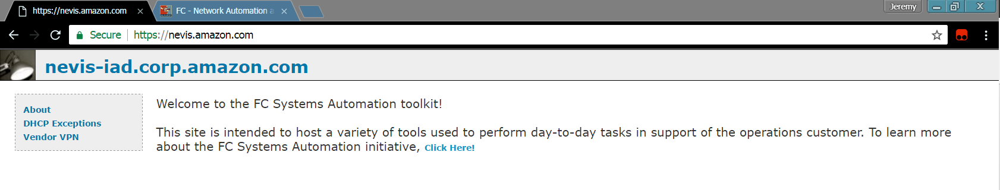 https://nevis.amazon.com
FC - Network Automation a
Jeremy
Secure
https://nevis.amazon.com
nevis-iad.corp.amazon.com
About
DHCP Exceptions
Vendor VPN
Welcome to the FC Systems Automation toolkit!
This site is intended to host a variety of tools used to perform day-to-day tasks in support of the operations customer. To learn more
about the FC Systems Automation initiative, Click Here!